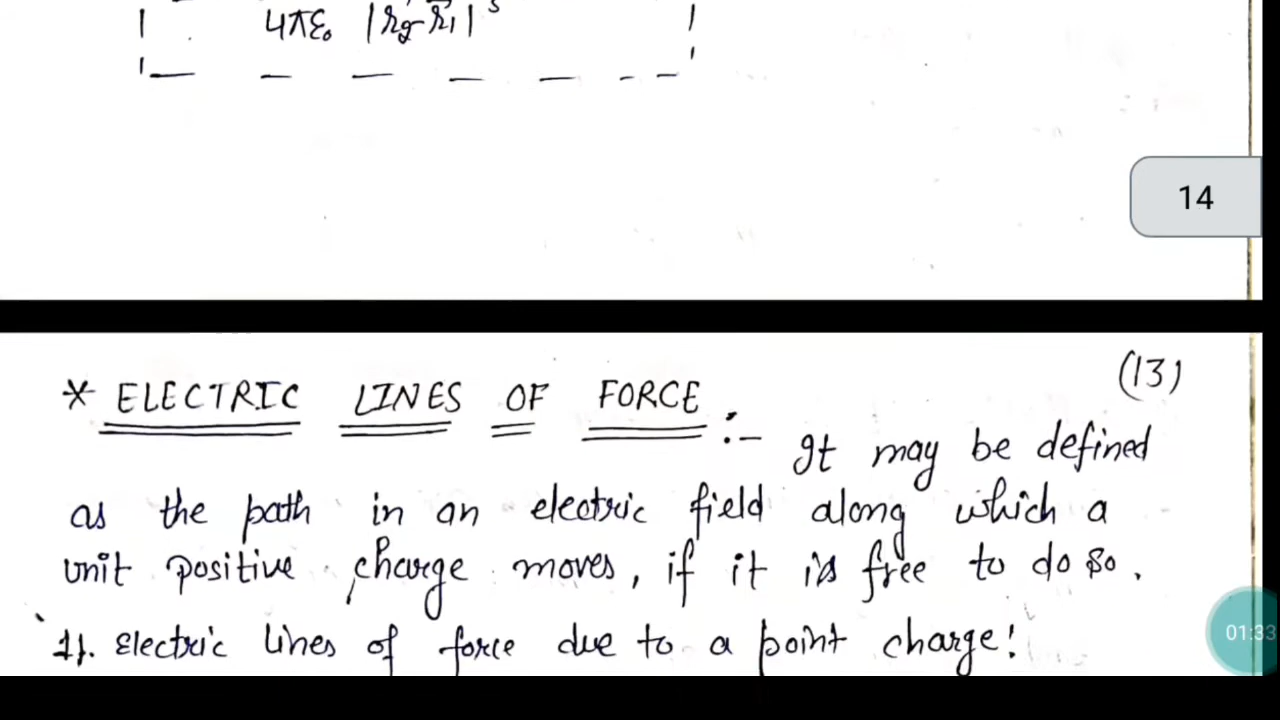 4πε₀ |r₂-r₁|³
14
(13)
* ELECTRIC LINES OF FORCE :- It may be defined
as the path in an electric field along which a
unit positive charge moves, if it is free to do so.
1). Electric lines of force due to a point charge:
01:33